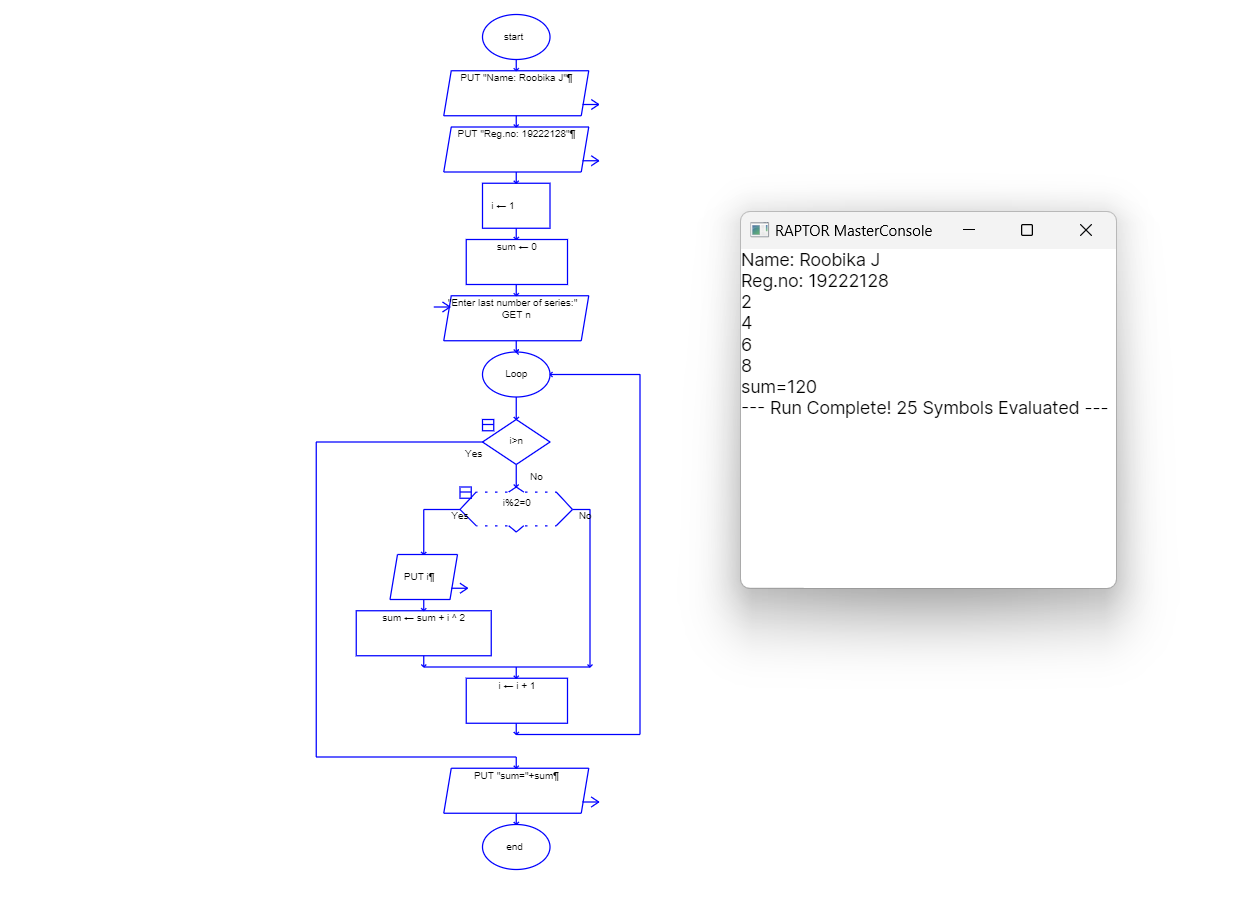 start
PUT "Name: Roobika J"¶
PUT "Reg.no: 19222128"¶
i ← 1
sum ← 0
"Enter last number of series:"
GET n
Loop
i>n
Yes
No
i%2=0
Yes
No
PUT i¶
sum ← sum + i ^ 2
i ← i + 1
PUT "sum="+sum¶
end
RAPTOR MasterConsole
Name: Roobika J
Reg.no: 19222128
2
4
6
8
sum=120
--- Run Complete! 25 Symbols Evaluated ---